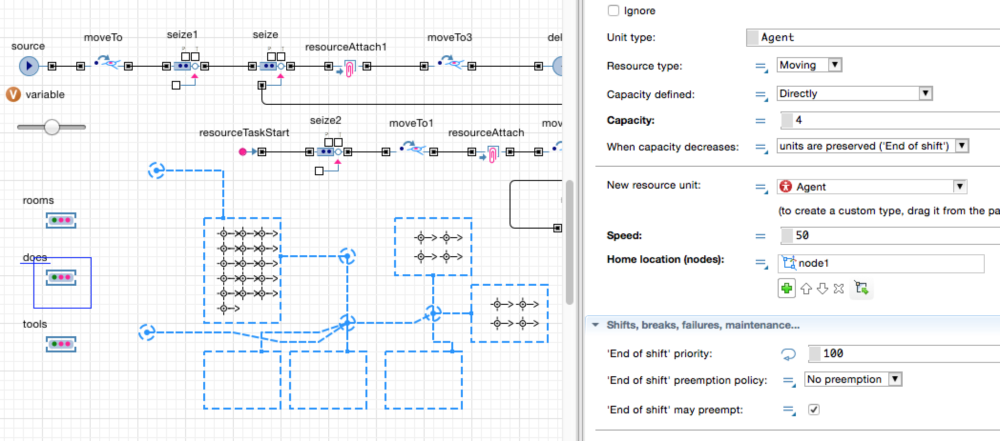 source
moveTo
seize1
seize
resourceAttach1
moveTo3
del
V variable
resourceTaskStart
seize2
moveTo1
resourceAttach
mov
rooms
docs
tools
Ignore
Unit type: Agent
Resource type: Moving
Capacity defined: Directly
Capacity: 4
When capacity decreases: units are preserved ('End of shift')
New resource unit: Agent
(to create a custom type, drag it from the pa
Speed: 50
Home location (nodes): node1
Shifts, breaks, failures, maintenance...
'End of shift' priority: 100
'End of shift' preemption policy: No preemption
'End of shift' may preempt: